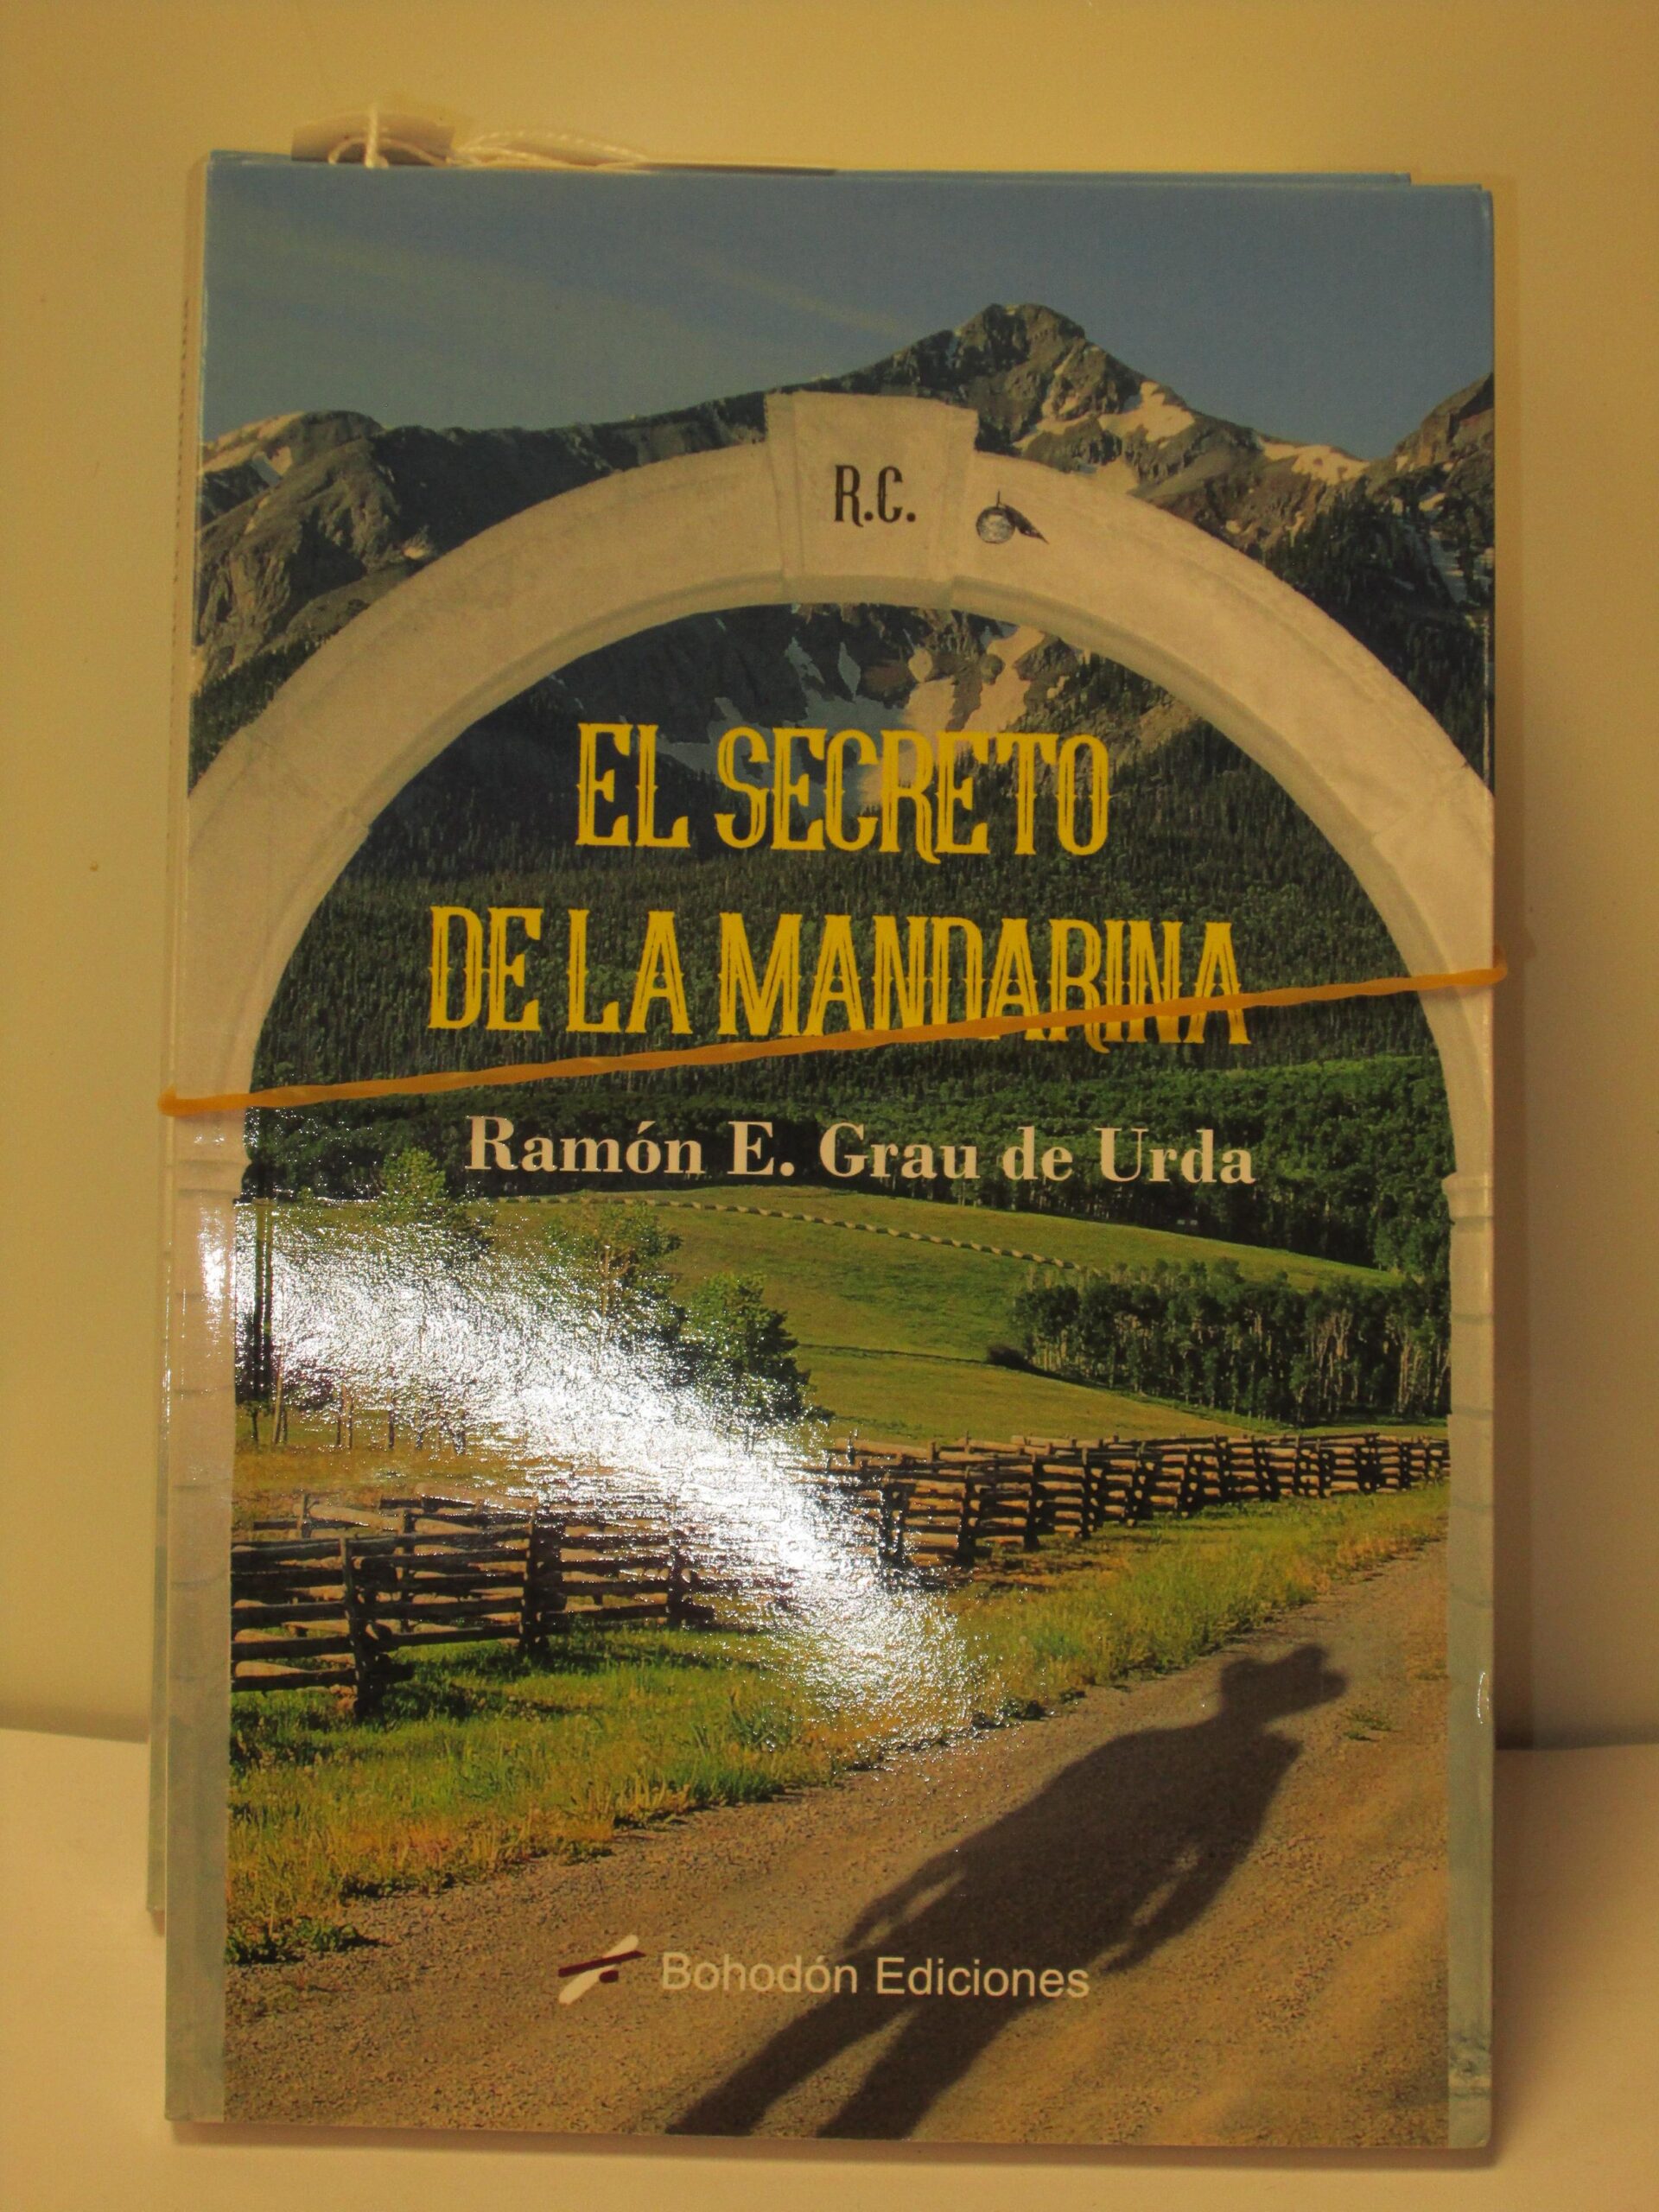 R.C.
EL SECRETO
DE LA MANDARINA
Ramón E. Grau de Urda
Bohodón Ediciones